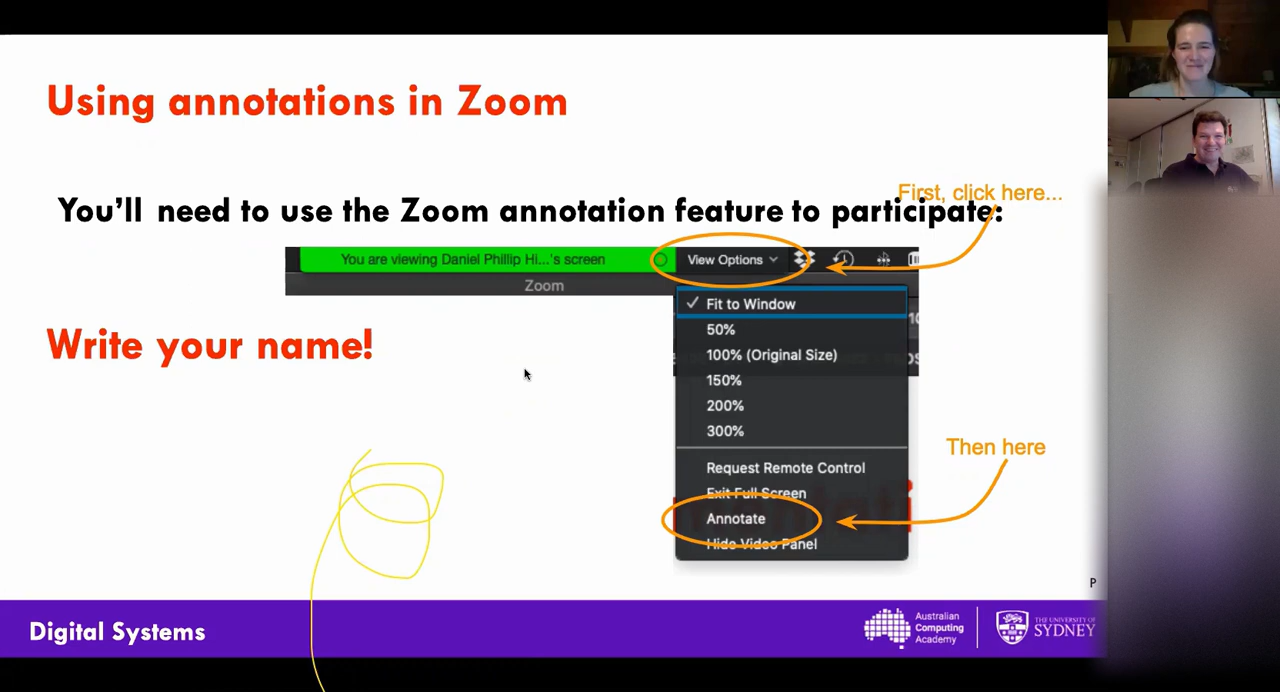 Using annotations in Zoom
First, click here...
You'll need to use the Zoom annotation feature to participate:
You are viewing Daniel Phillip Hi...'s screen
View Options
Zoom
Fit to Window
50%
100% (Original Size)
150%
200%
300%
Request Remote Control
Exit Full Screen
Annotate
Hide Video Panel
Write your name!
Then here
P
Digital Systems
Australian
Computing
Academy
THE UNIVERSITY OF
SYDNEY